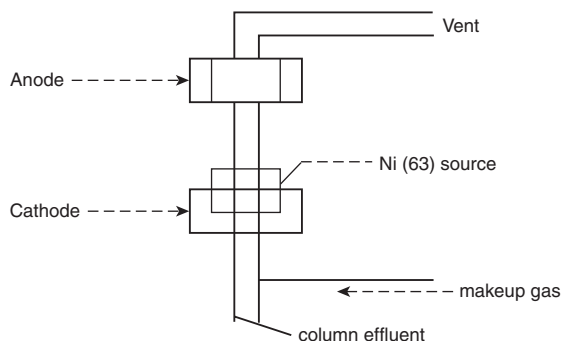 Vent
Anode
Ni (63) source
Cathode
makeup gas
column effluent